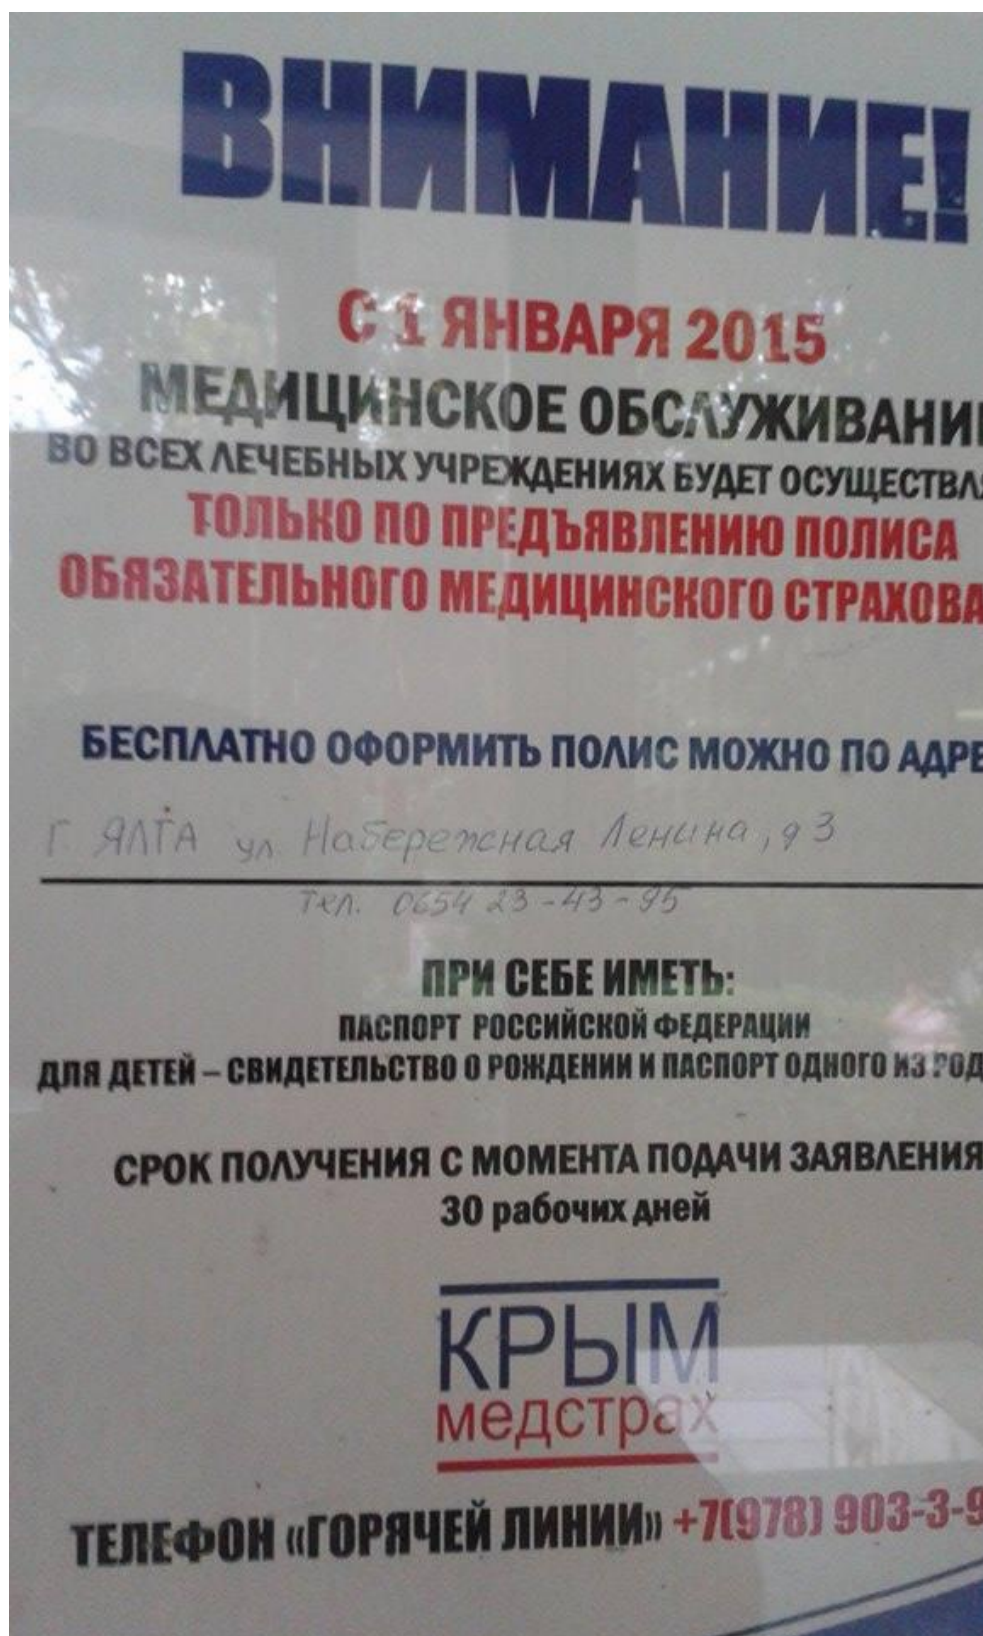 ВНИМАНИЕ!
С 1 ЯНВАРЯ 2015
МЕДИЦИНСКОЕ ОБСЛУЖИВАНИ
ВО ВСЕХ ЛЕЧЕБНЫХ УЧРЕЖДЕНИЯХ БУДЕТ ОСУЩЕСТВЛ
ТОЛЬКО ПО ПРЕДЪЯВЛЕНИЮ ПОЛИСА
ОБЯЗАТЕЛЬНОГО МЕДИЦИНСКОГО СТРАХОВА
БЕСПЛАТНО ОФОРМИТЬ ПОЛИС МОЖНО ПО АДРЕ
Г. ЯЛТА ул. Набережная Ленина, д 3
Тел. 0654 23-43-95
ПРИ СЕБЕ ИМЕТЬ:
ПАСПОРТ РОССИЙСКОЙ ФЕДЕРАЦИИ
ДЛЯ ДЕТЕЙ – СВИДЕТЕЛЬСТВО О РОЖДЕНИИ И ПАСПОРТ ОДНОГО ИЗ РОД
СРОК ПОЛУЧЕНИЯ С МОМЕНТА ПОДАЧИ ЗАЯВЛЕНИЯ
30 рабочих дней
КРЫМ
медстрах
ТЕЛЕФОН «ГОРЯЧЕЙ ЛИНИИ» +7(978) 903-3-9